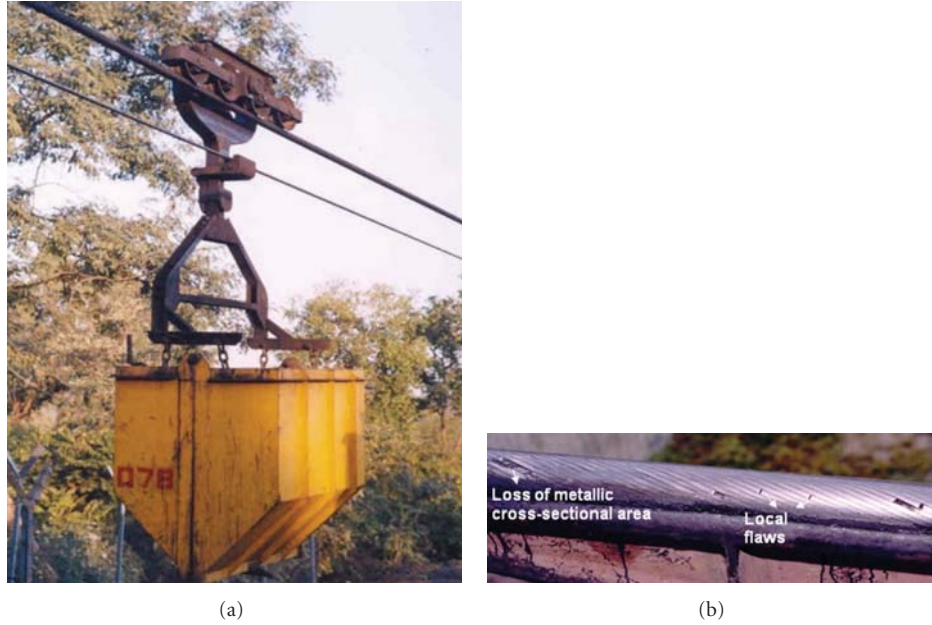 Q78
Loss of metallic
cross-sectional area
Local
flaws
(a)
(b)